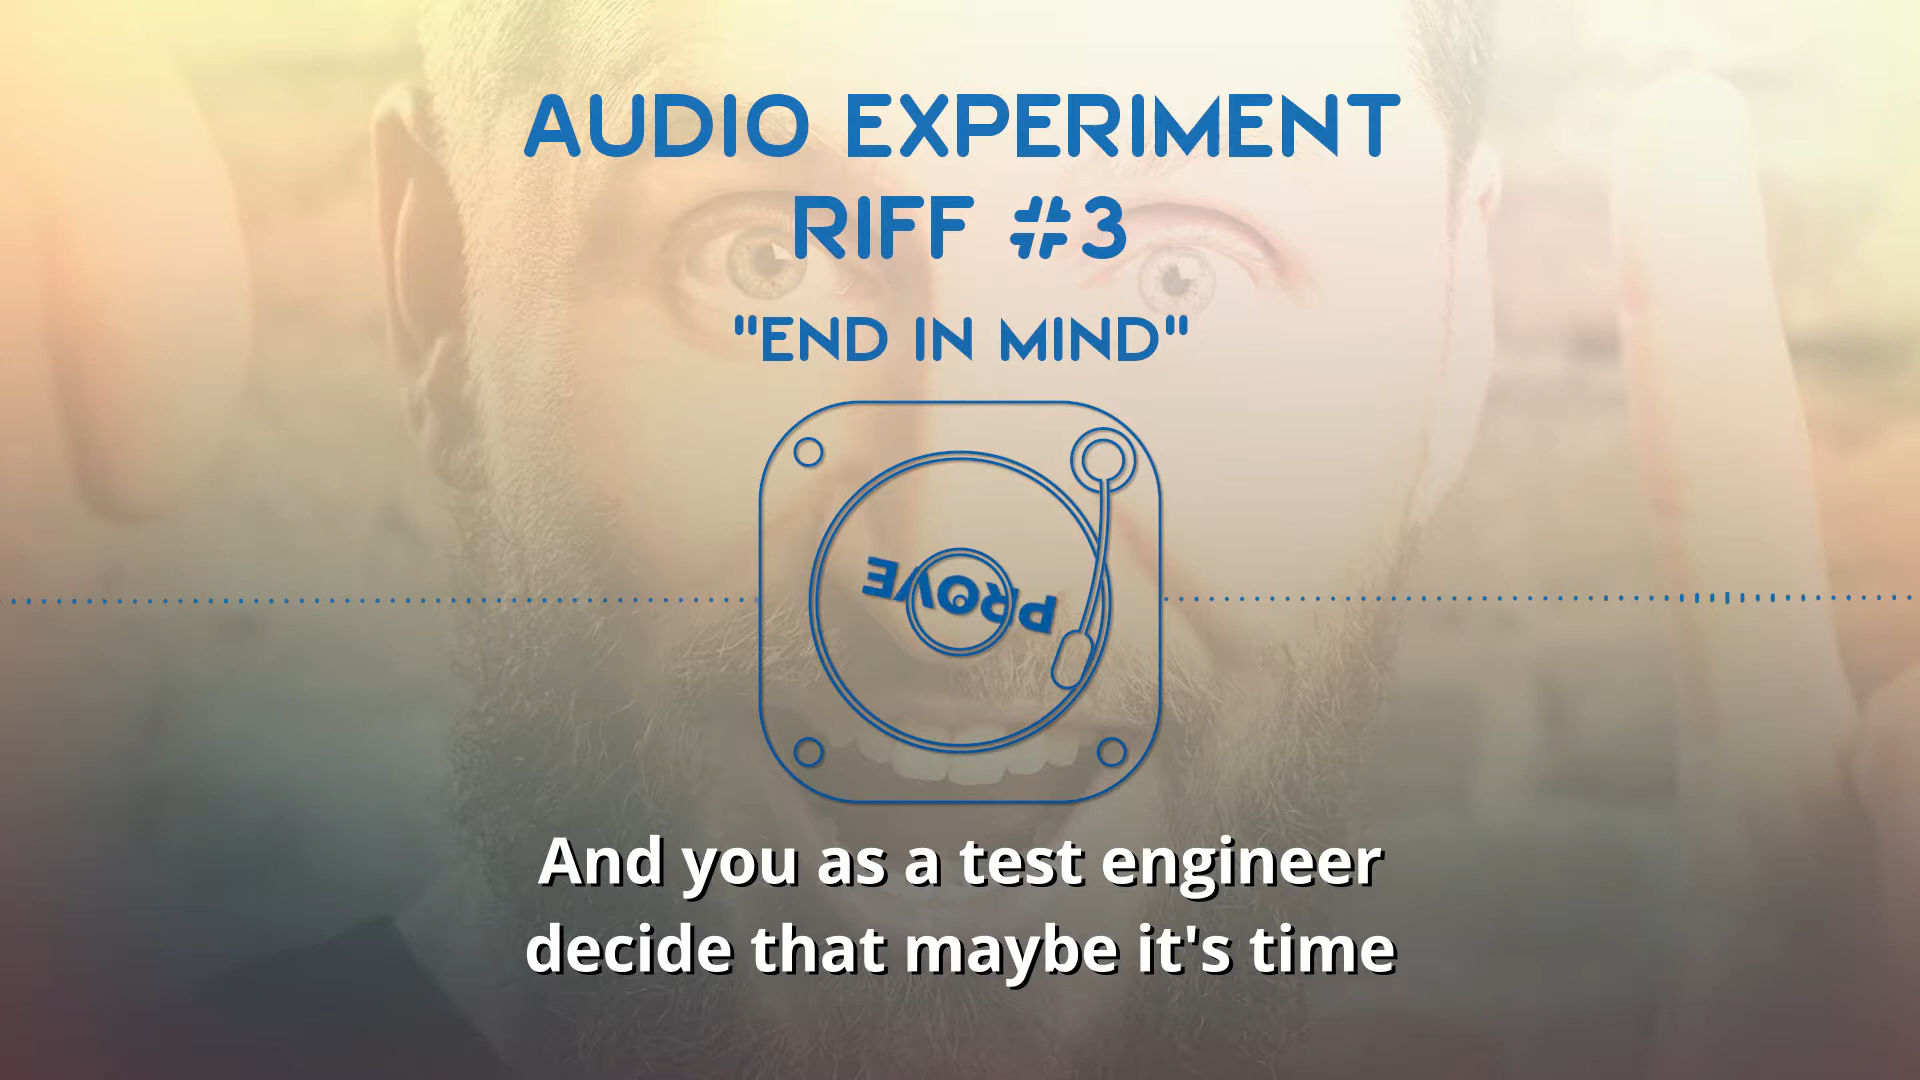 AUDIO EXPERIMENT
RIFF #3
"END IN MIND"
PROVE
And you as a test engineer
decide that maybe it's time